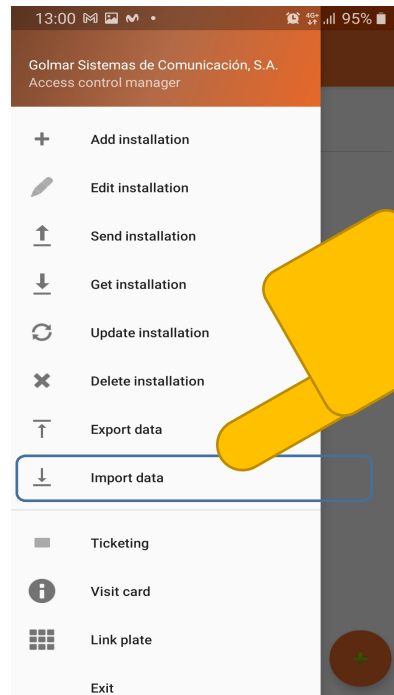 13:00 4G+ 95%
Golmar Sistemas de Comunicación, S.A.
Access control manager
Add installation
Edit installation
Send installation
Get installation
Update installation
Delete installation
Export data
Import data
Ticketing
Visit card
Link plate
Exit